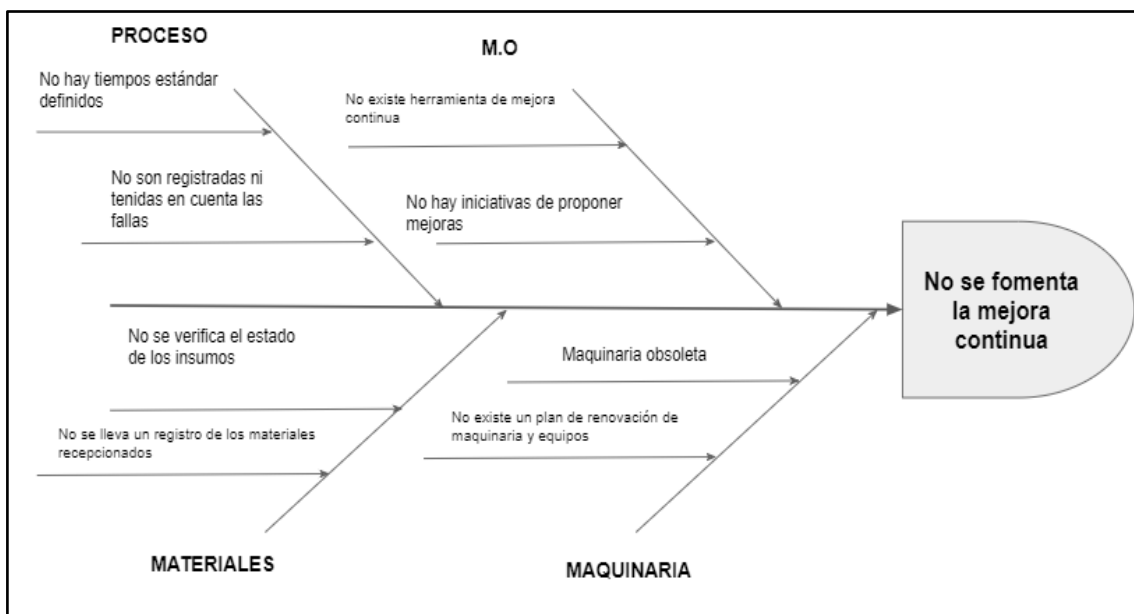 PROCESO
No hay tiempos estándar
definidos
No son registradas ni
tenidas en cuenta las
fallas
M.O
No existe herramienta de mejora
continua
No hay iniciativas de proponer
mejoras
No se fomenta
la mejora
continua
No se verifica el estado
de los insumos
No se lleva un registro de los materiales
recepcionados
MATERIALES
Maquinaria obsoleta
No existe un plan de renovación de
maquinaria y equipos
MAQUINARIA